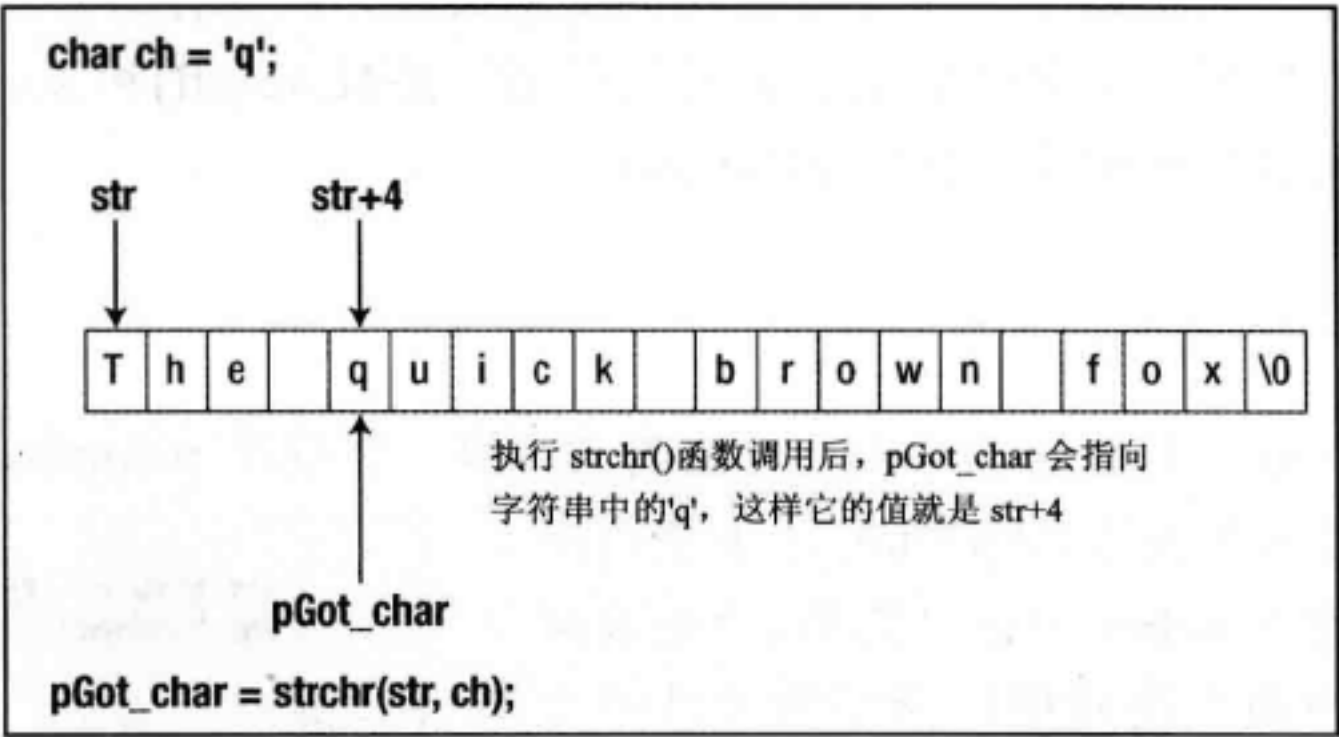 char ch = 'q';
str str+4
T h e q u i c k b r o w n f o x \0
执行 strchr()函数调用后，pGot_char 会指向
字符串中的'q'，这样它的值就是 str+4
pGot_char
pGot_char = strchr(str, ch);